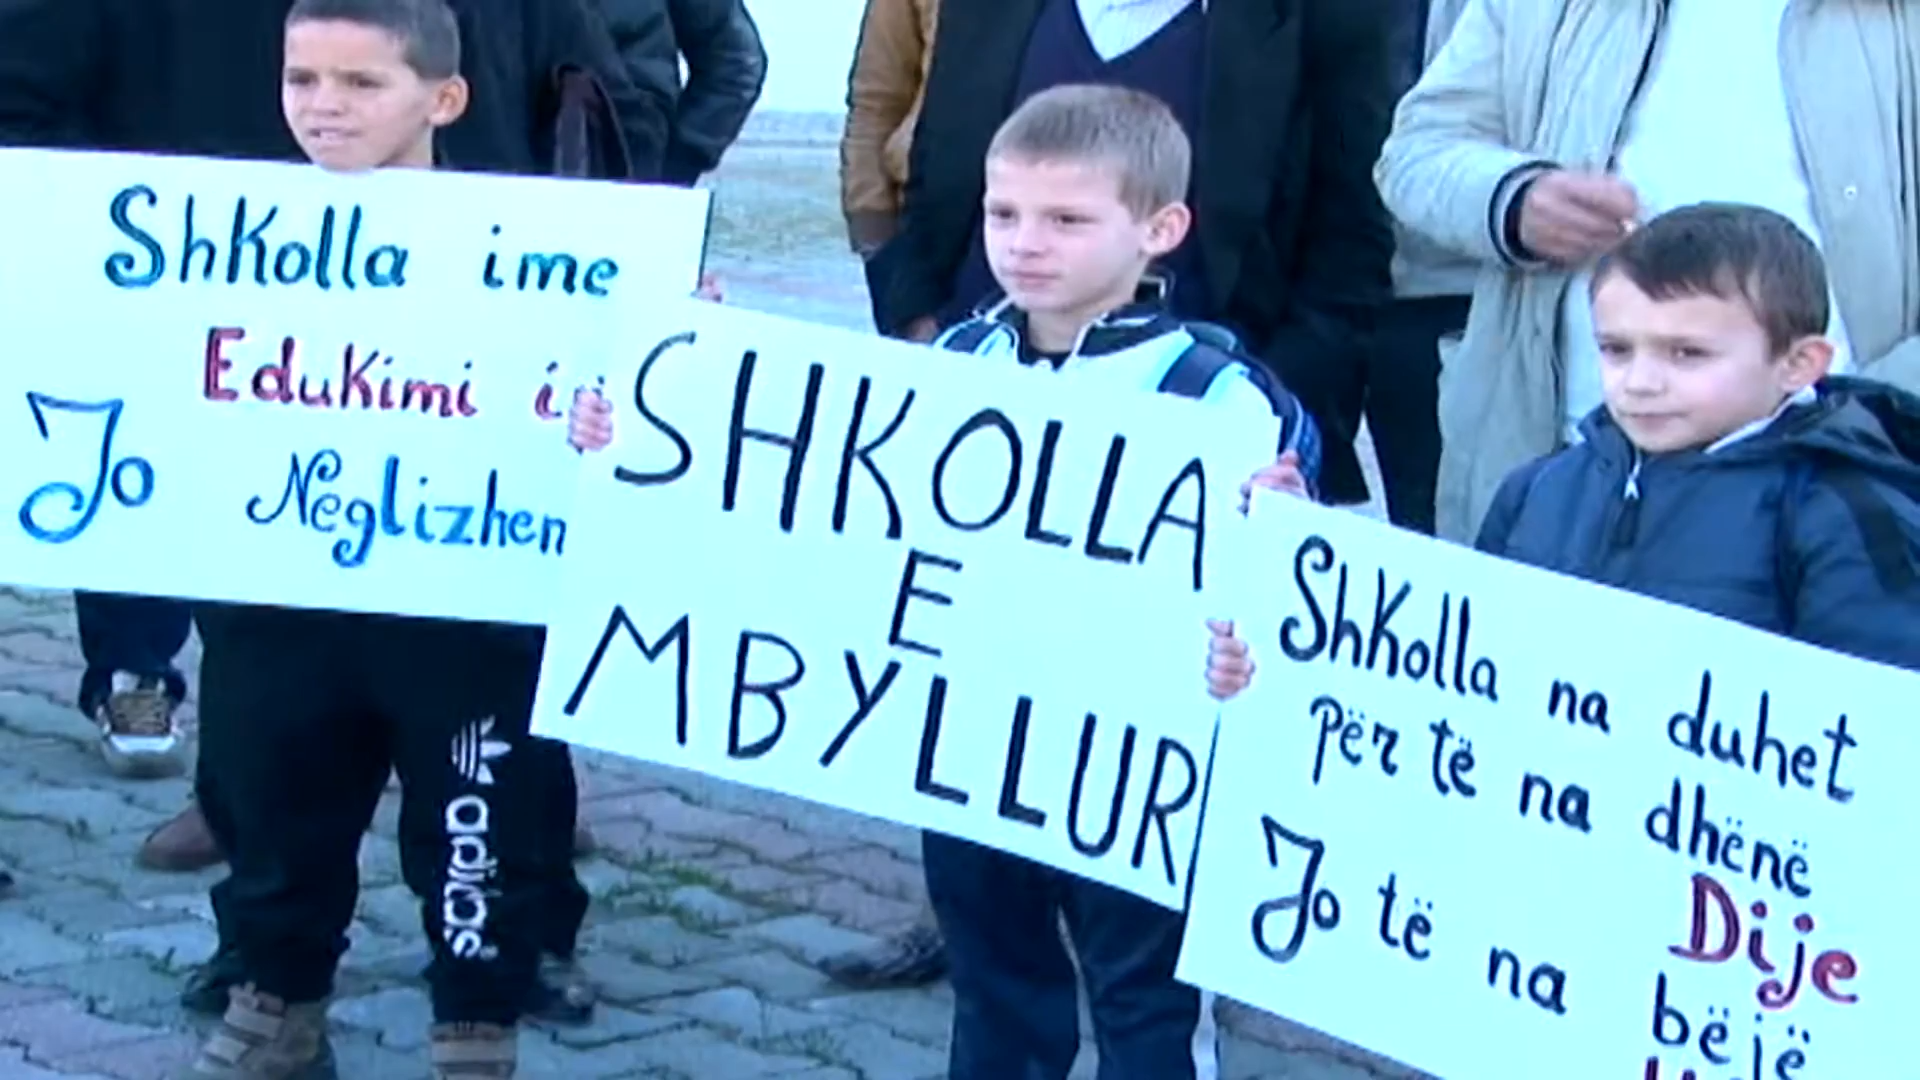 Shkolla ime
Edukimi i
Jo Neglizhen
SHKOLLA
E
MBYLLUR
Shkolla na duhet
për të na dhënë
Dije
Jo të na bëjë
adidas